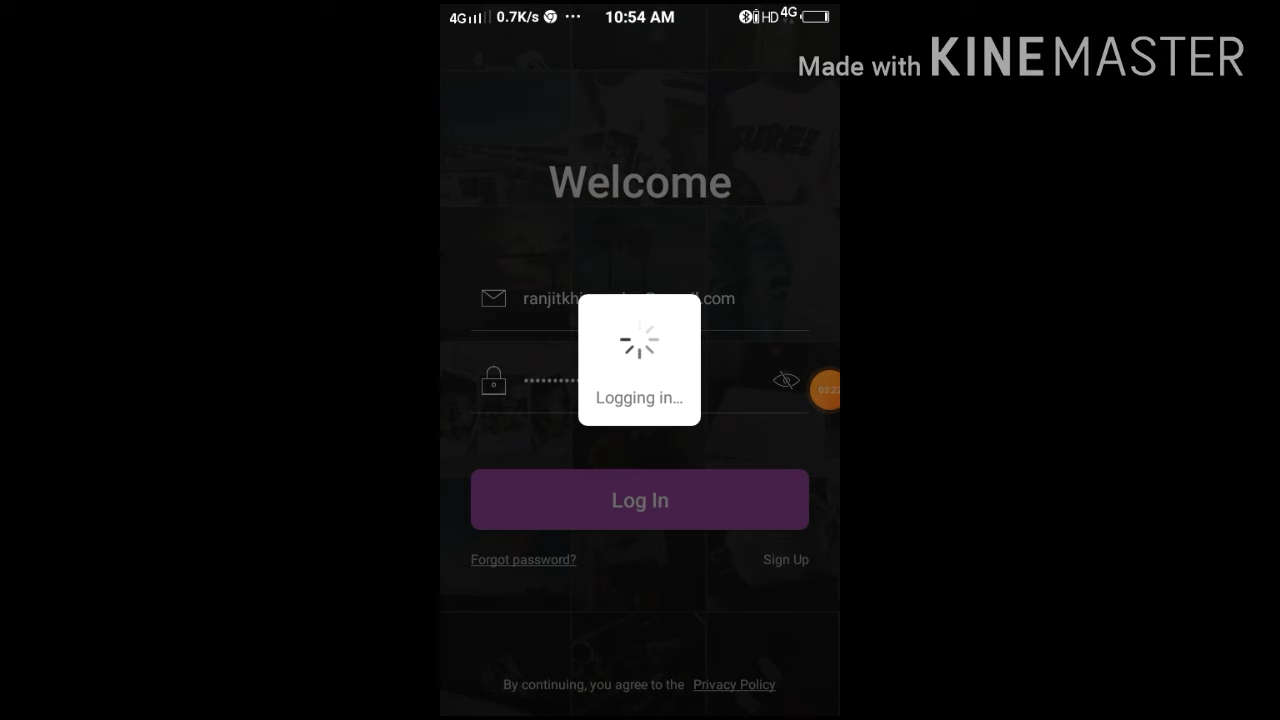 4G 0.7K/s ... 10:54 AM HD 4G
Made with KINEMASTER
SURE!
Welcome
Logging in...
Log In
Forgot password? Sign Up
By continuing, you agree to the Privacy Policy